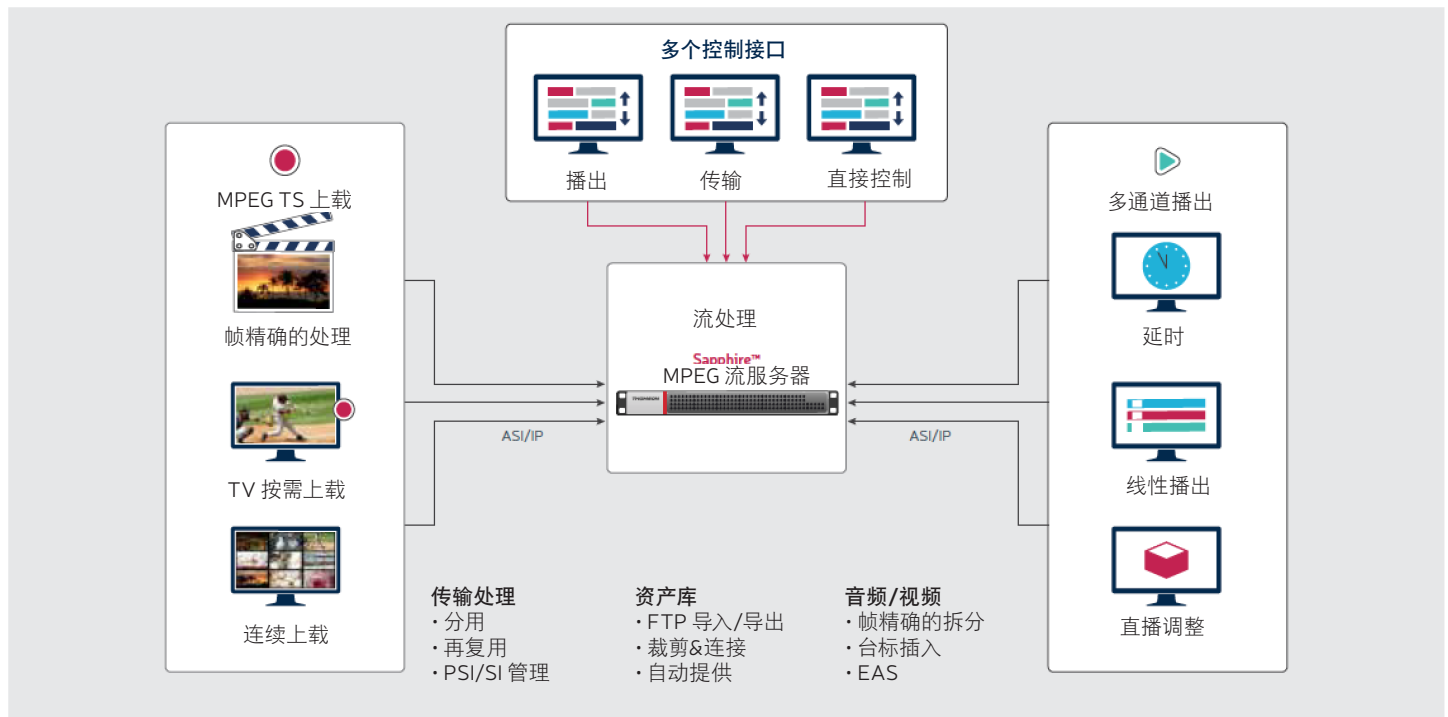 多个控制接口
播出
传输
直接控制
MPEG TS 上载
帧精确的处理
TV 按需上载
连续上载
流处理
Sapphire™
MPEG 流服务器
THOMSON
ASI/IP
ASI/IP
多通道播出
延时
线性播出
直播调整
传输处理
· 分用
· 再复用
· PSI/SI 管理
资产库
· FTP 导入/导出
· 裁剪&连接
· 自动提供
音频/视频
· 帧精确的拆分
· 台标插入
· EAS